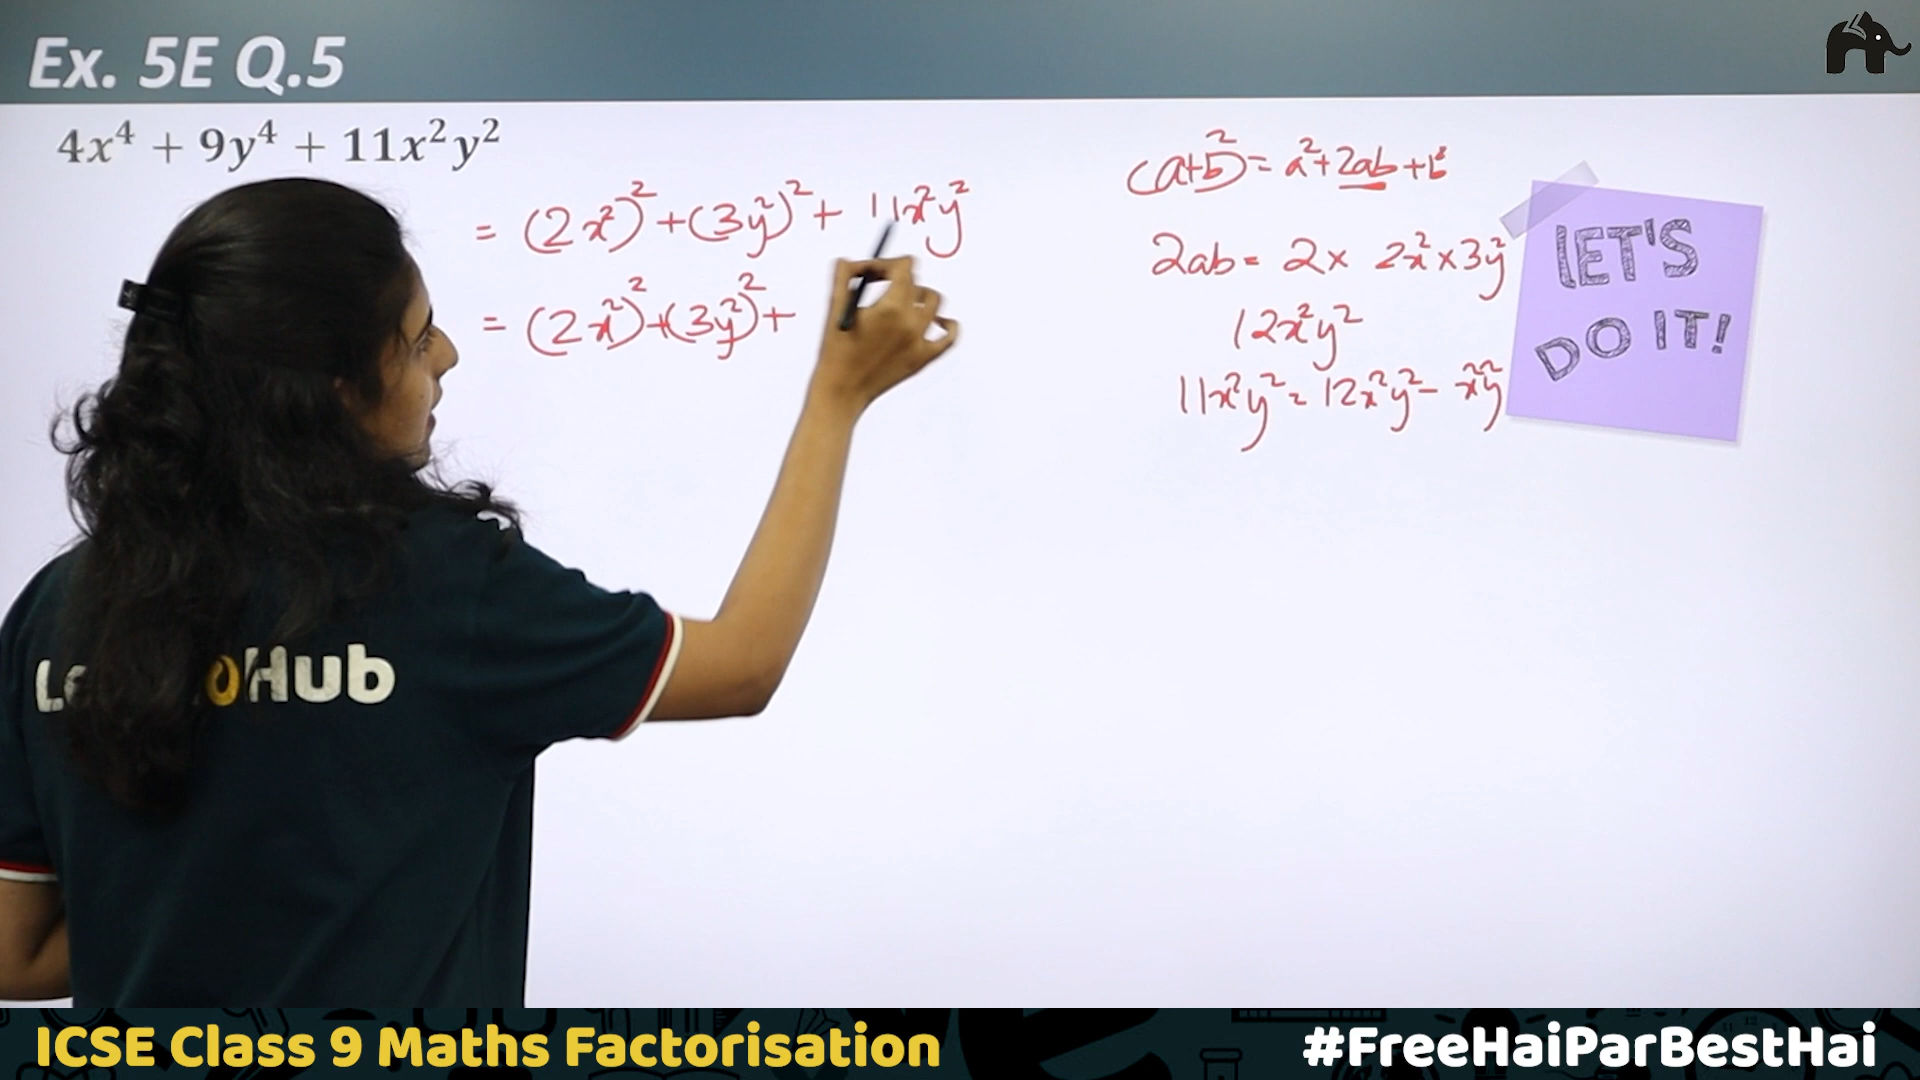 Ex. 5E Q.5
4x⁴ + 9y⁴ + 11x²y²
= (2x²)² + (3y²)² + 11x²y²
= (2x²)² + (3y²)² +
(a+b)² = a² + 2ab + b²
2ab = 2 × 2x² × 3y²
12x²y²
11x²y² = 12x²y² - x²y²
LET'S
DO IT!
Hub
ICSE Class 9 Maths Factorisation
#FreeHaiParBestHai